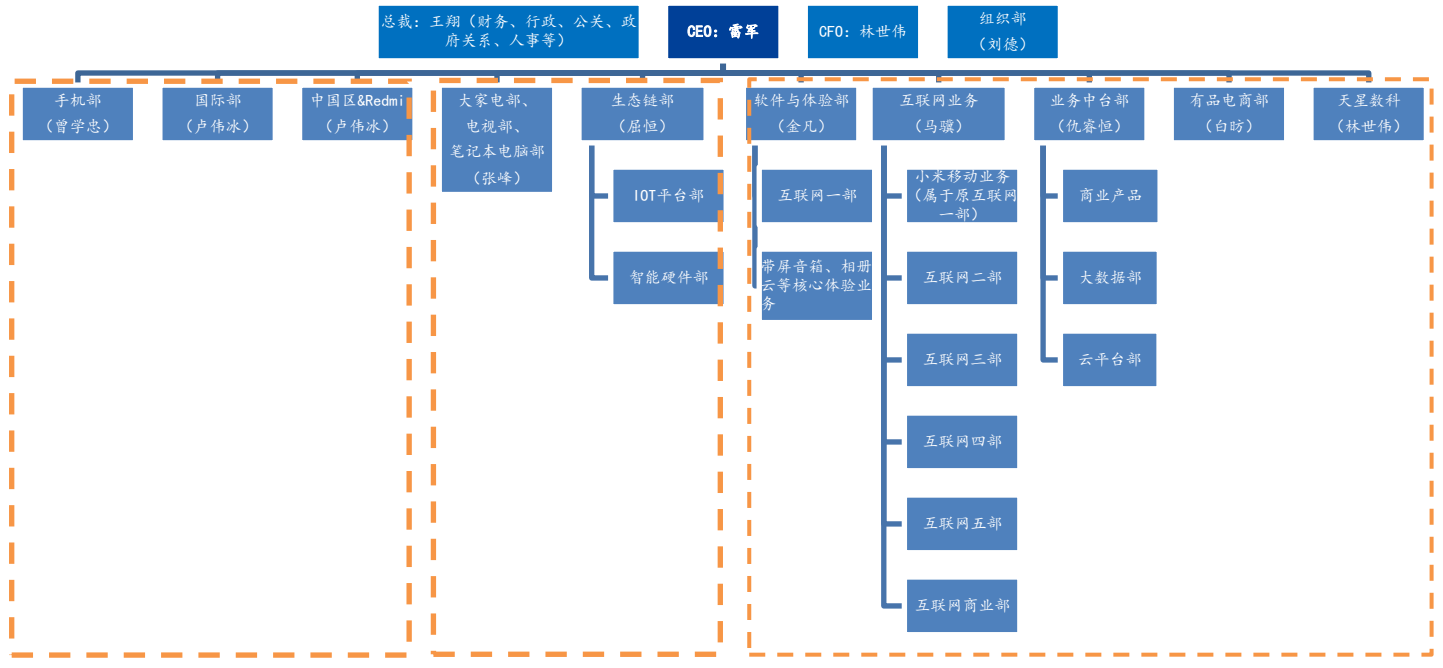 总裁：王翔（财务、行政、公关、政
府关系、人事等）
CEO：雷军
CFO：林世伟
组织部
（刘德）
手机部
（曾学忠）
国际部
（卢伟冰）
中国区&Redmi
（卢伟冰）
大家电部、
电视部、
笔记本电脑部
（张峰）
生态链部
（屈恒）
软件与体验部
（金凡）
互联网业务
（马骥）
业务中台部
（仇睿恒）
有品电商部
（白昉）
天星数科
（林世伟）
IOT平台部
智能硬件部
互联网一部
带屏音箱、相册
云等核心体验业
务
小米移动业务
（属于原互联网
一部）
互联网二部
互联网三部
互联网四部
互联网五部
互联网商业部
商业产品
大数据部
云平台部